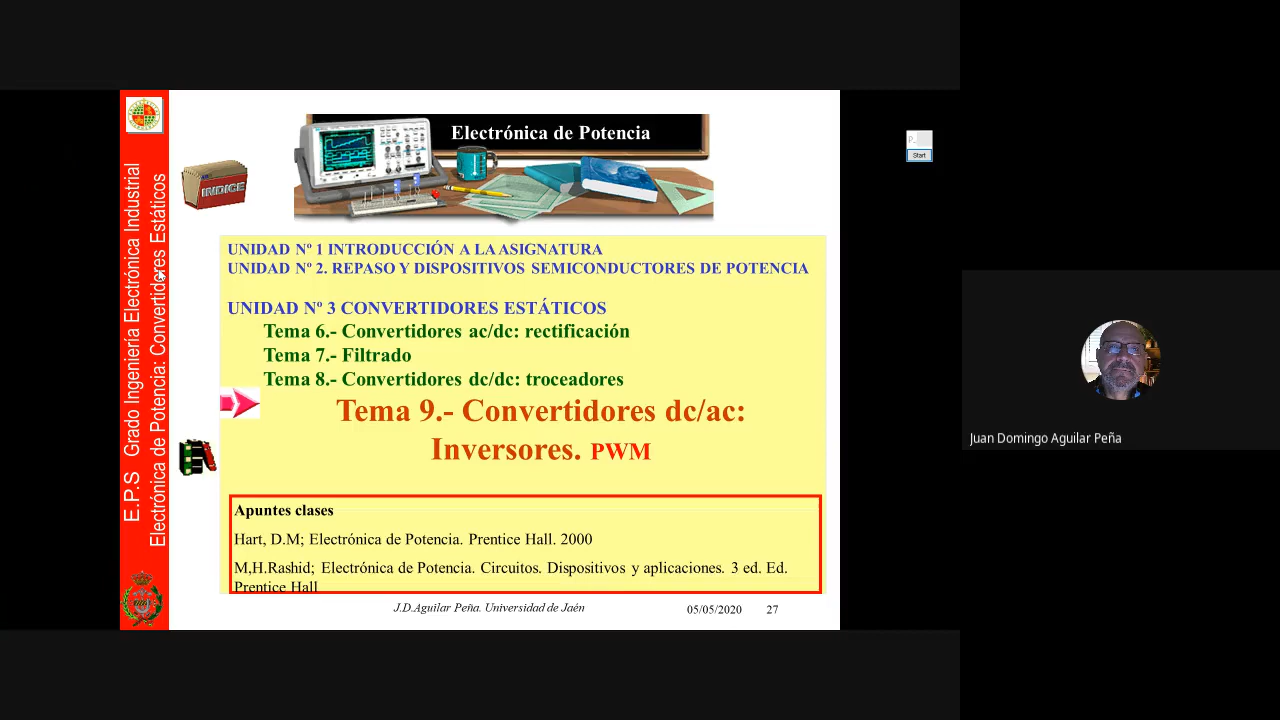 Electrónica de Potencia
INDICE
E.P.S Grado Ingeniería Electrónica Industrial
Electrónica de Potencia: Convertidores Estáticos
UNIDAD Nº 1 INTRODUCCIÓN A LA ASIGNATURA
UNIDAD Nº 2. REPASO Y DISPOSITIVOS SEMICONDUCTORES DE POTENCIA
UNIDAD Nº 3 CONVERTIDORES ESTÁTICOS
Tema 6.- Convertidores ac/dc: rectificación
Tema 7.- Filtrado
Tema 8.- Convertidores dc/dc: troceadores
Tema 9.- Convertidores dc/ac:
Inversores. PWM
Apuntes clases
Hart, D.M; Electrónica de Potencia. Prentice Hall. 2000
M,H.Rashid; Electrónica de Potencia. Circuitos. Dispositivos y aplicaciones. 3 ed. Ed.
Prentice Hall
J.D.Aguilar Peña. Universidad de Jaén 05/05/2020 27
Start
Juan Domingo Aguilar Peña